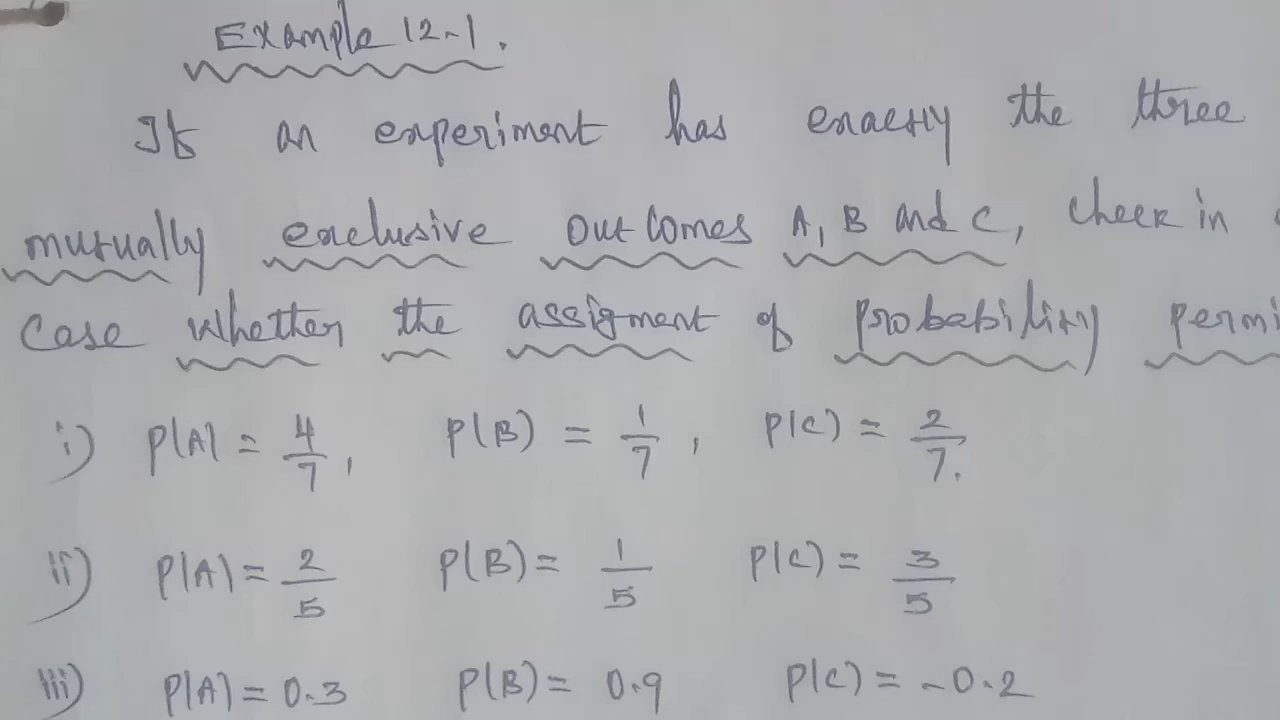 Example 12.1.
If an experiment has exactly the three
mutually exclusive outcomes A, B and C, check in
case whether the assigment of probability permi
i) P(A) = 4/7, P(B) = 1/7, P(C) = 2/7.
ii) P(A) = 2/5 P(B) = 1/5 P(C) = 3/5
iii) P(A) = 0.3 P(B) = 0.9 P(C) = -0.2